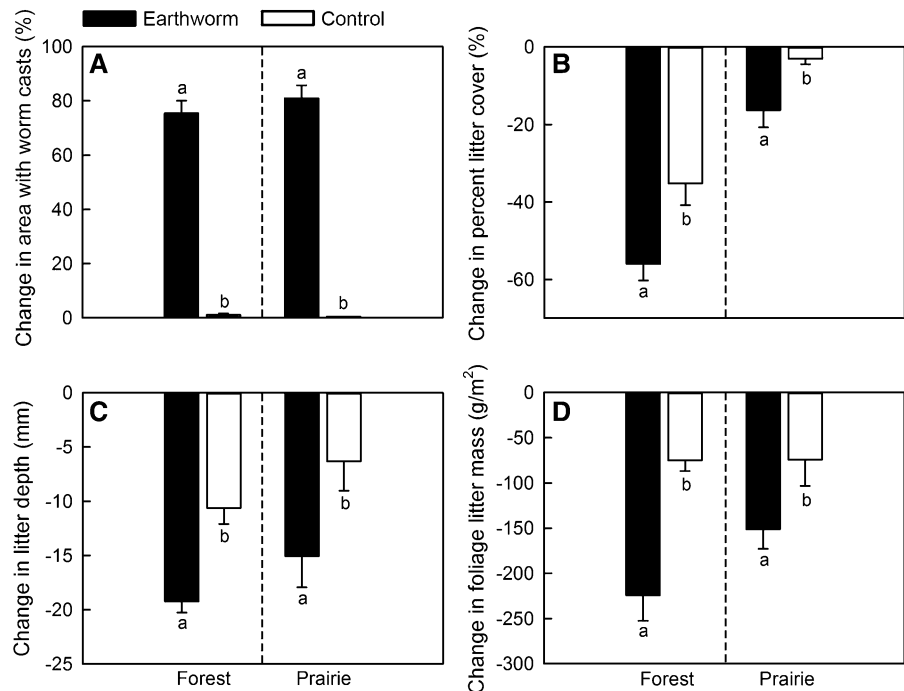 Earthworm Control
A
Change in area with worm casts (%)
100
80
60
40
20
0
a
b
a
b
B
Change in percent litter cover (%)
0
-20
-40
-60
a
b
a
b
C
Change in litter depth (mm)
0
-5
-10
-15
-20
-25
a
b
a
b
Forest Prairie
D
Change in foliage litter mass (g/m²)
0
-50
-100
-150
-200
-250
-300
a
b
a
b
Forest Prairie